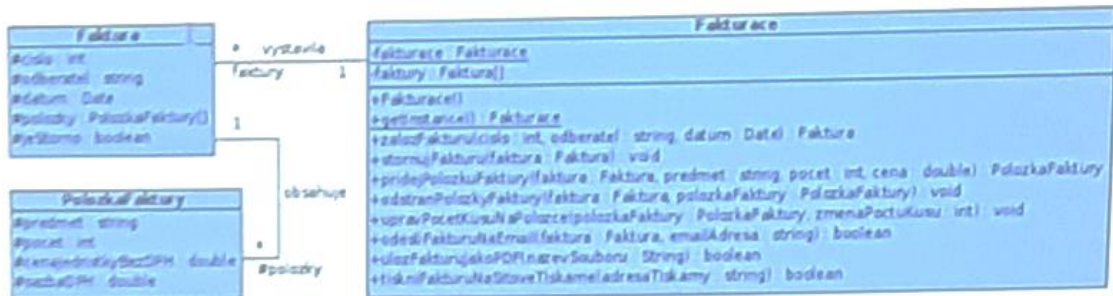 Faktura
#cislo int
#odberatel string
#datum Date
#polozky PolozkaFaktury[]
#jeStorno boolean
* vystavila
faktury 1
1
obsahuje
*
#polozky
PolozkaFaktury
#predmet string
#pocet int
#cenaJednotkyBezDPH double
#sazbaDPH double
Fakturace
-fakturace Fakturace
-faktury Faktura[]
+Fakturace()
+getInstance() Fakturace
+zalozFakturu(cislo int, odberatel string, datum Date) Faktura
+stornujFakturu(faktura Faktura) void
+pridejPolozkuFaktury(faktura Faktura, predmet string, pocet int, cena double) PolozkaFaktury
+odstranPolozkyFaktury(faktura Faktura, polozkaFaktury PolozkaFaktury) void
+upravPocetKusuNaPolozce(polozkaFaktury PolozkaFaktury, zmenaPoctuKusu int) void
+odesliFakturuNaEmail(faktura Faktura, emailAdresa string) boolean
+ulozFakturuJakoPDF(nazevSouboru String) boolean
+tiskniFakturuNaSitoveTiskarne(adresaTiskarny string) boolean